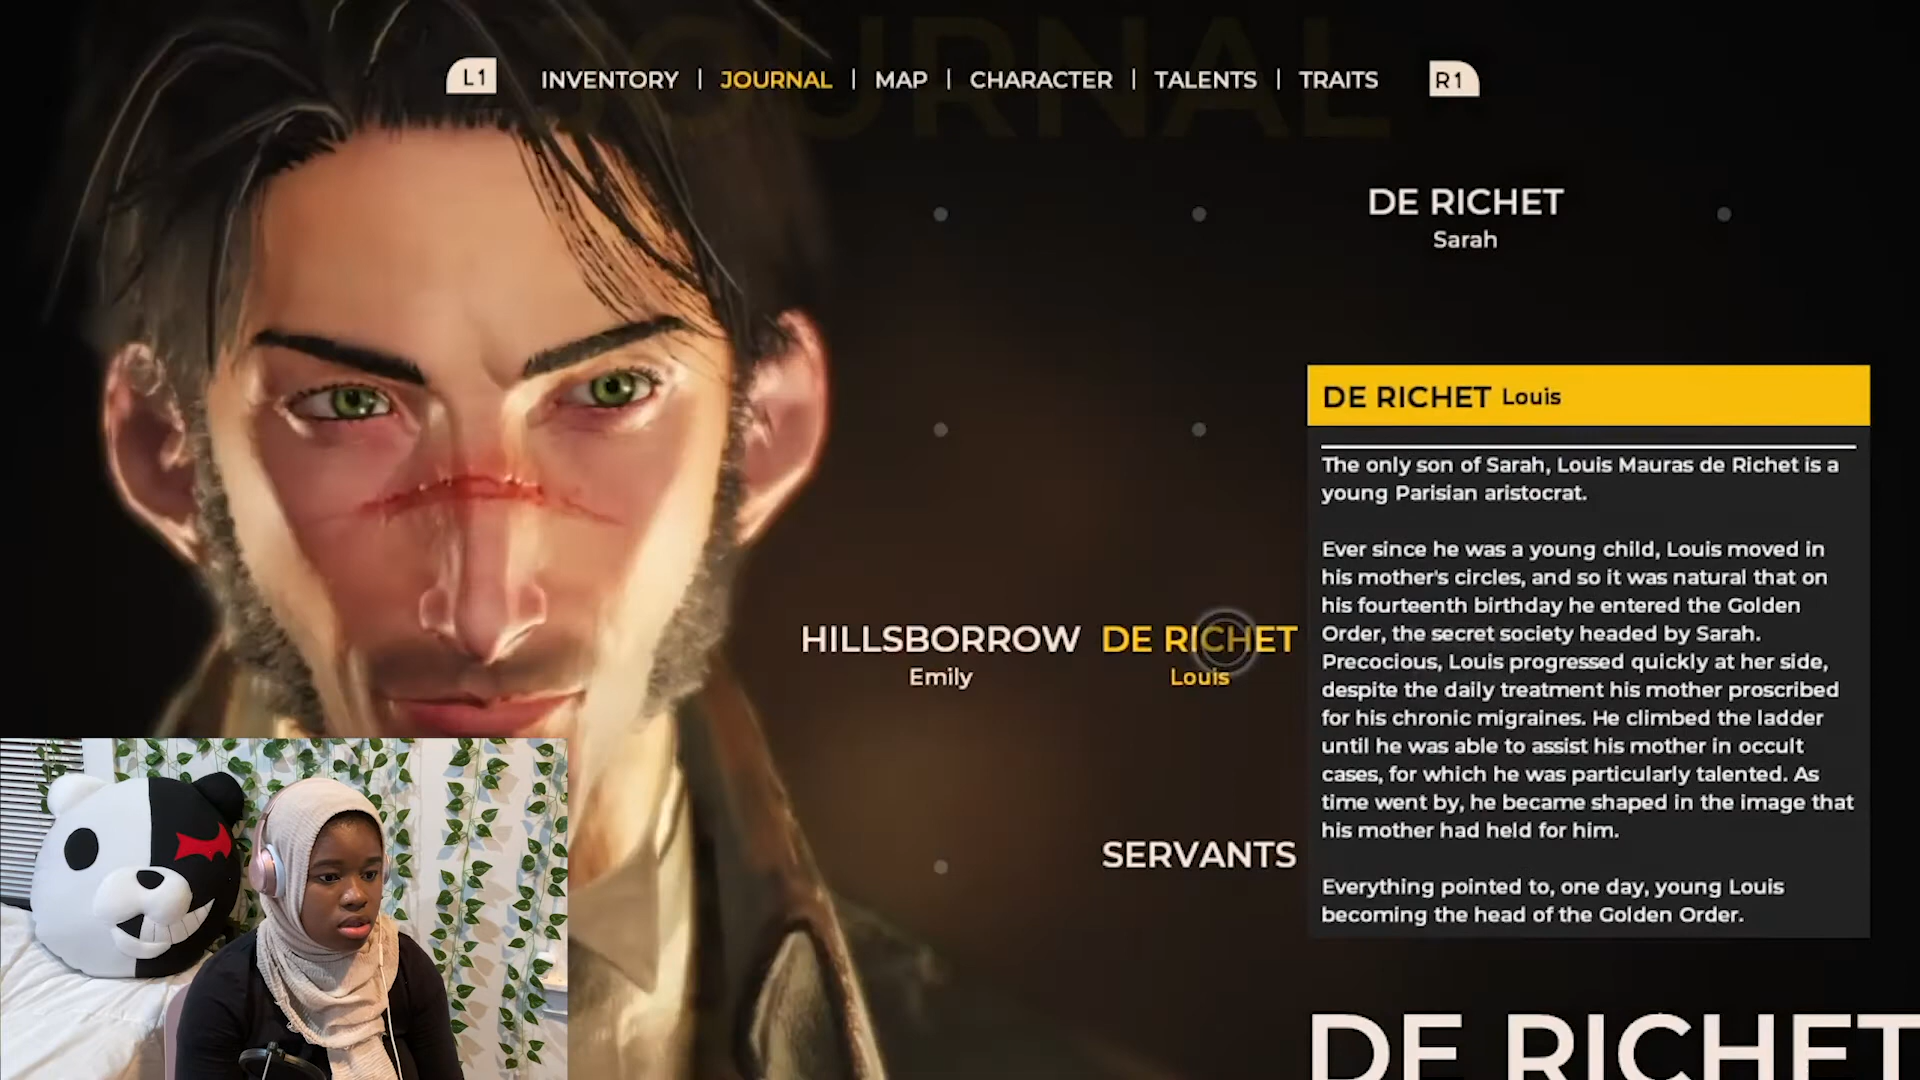 JOURNAL
L1 INVENTORY | JOURNAL | MAP | CHARACTER | TALENTS | TRAITS R1
DE RICHET
Sarah
HILLSBORROW
Emily
DE RICHET
Louis
SERVANTS
DE RICHET Louis
The only son of Sarah, Louis Mauras de Richet is a
young Parisian aristocrat.
Ever since he was a young child, Louis moved in
his mother's circles, and so it was natural that on
his fourteenth birthday he entered the Golden
Order, the secret society headed by Sarah.
Precocious, Louis progressed quickly at her side,
despite the daily treatment his mother proscribed
for his chronic migraines. He climbed the ladder
until he was able to assist his mother in occult
cases, for which he was particularly talented. As
time went by, he became shaped in the image that
his mother had held for him.
Everything pointed to, one day, young Louis
becoming the head of the Golden Order.
DE RICHET